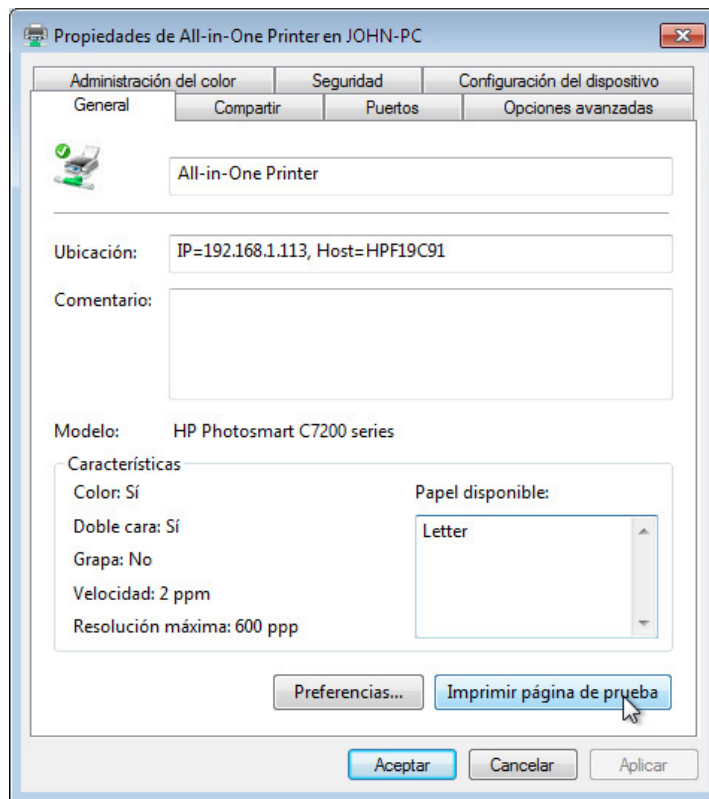 Propiedades de All-in-One Printer en JOHN-PC
Administración del color
Seguridad
Configuración del dispositivo
General
Compartir
Puertos
Opciones avanzadas
All-in-One Printer
Ubicación:
IP=192.168.1.113, Host=HPF19C91
Comentario:
Modelo:
HP Photosmart C7200 series
Características
Color: Sí
Papel disponible:
Doble cara: Sí
Letter
Grapa: No
Velocidad: 2 ppm
Resolución máxima: 600 ppp
Preferencias...
Imprimir página de prueba
Aceptar
Cancelar
Aplicar